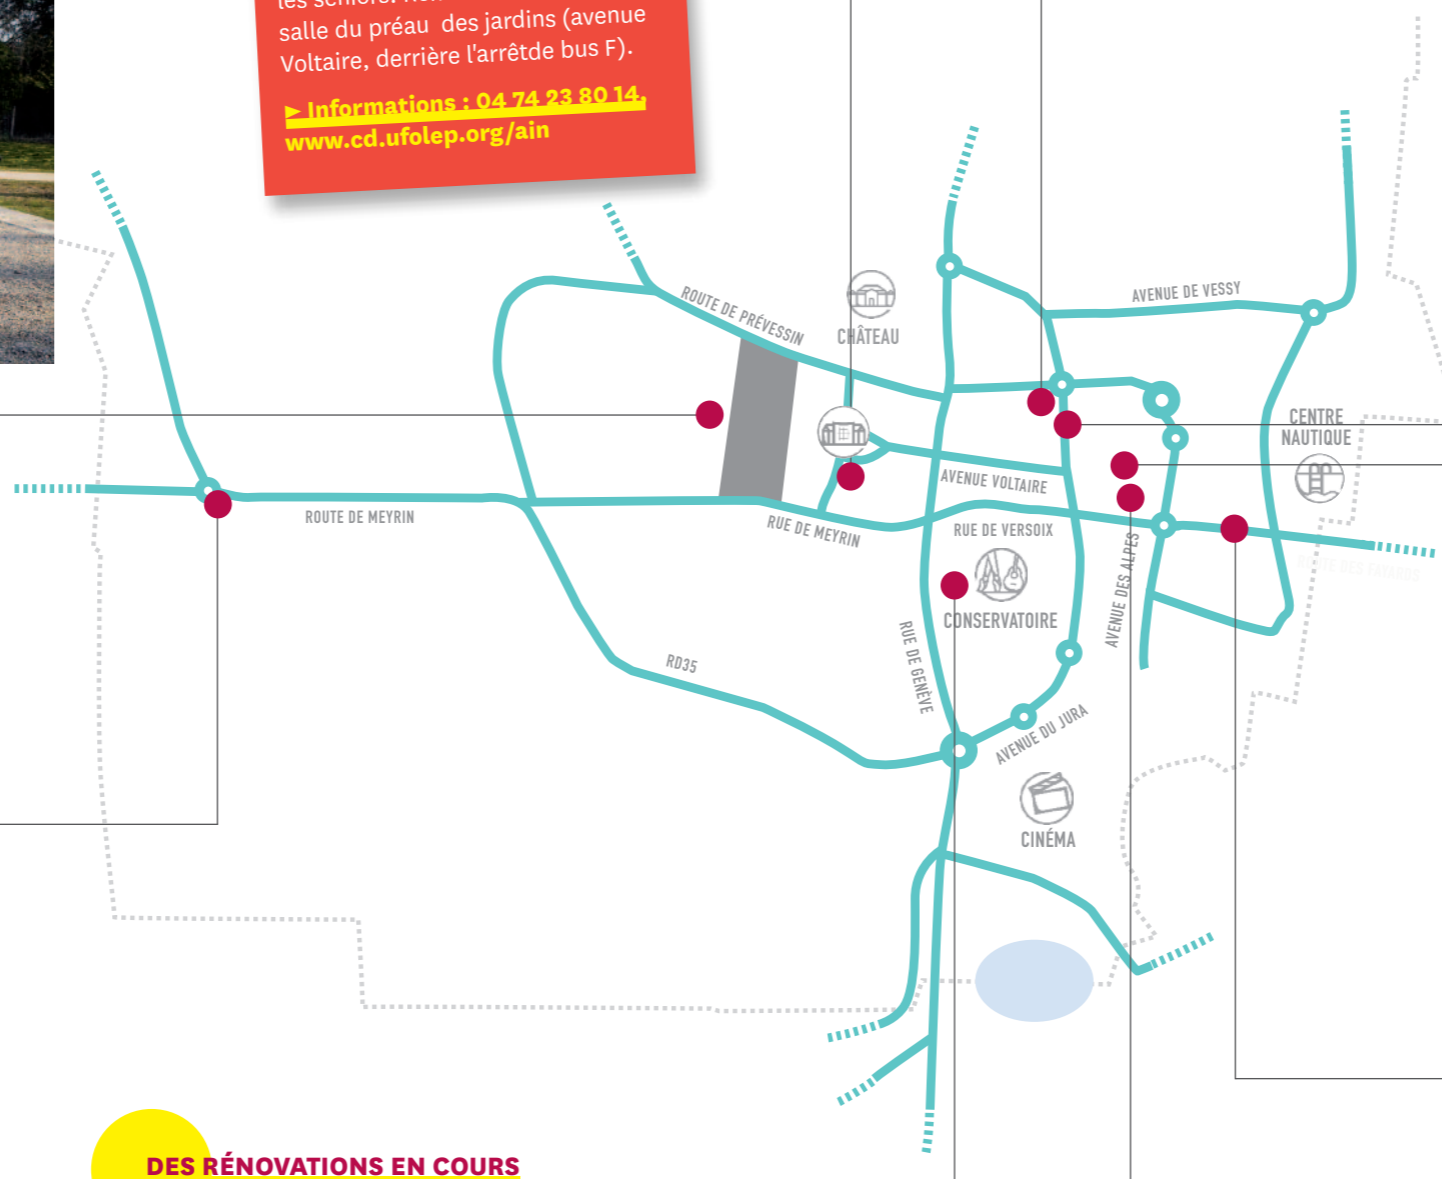 salle du préau des jardins (avenue
Voltaire, derrière l'arrêtde bus F).
► Informations : 04 74 23 80 14.
www.cd.ufolep.org/ain
ROUTE DE PRÉVESSIN
CHÂTEAU
AVENUE DE VESSY
CENTRE
NAUTIQUE
AVENUE VOLTAIRE
ROUTE DE MEYRIN
RUE DE MEYRIN
RUE DE VERSOIX
AVENUE DES ALPES
ROUTE DES FAYARDS
CONSERVATOIRE
RUE DE GENÈVE
RD35
AVENUE DU JURA
CINÉMA
DES RÉNOVATIONS EN COURS